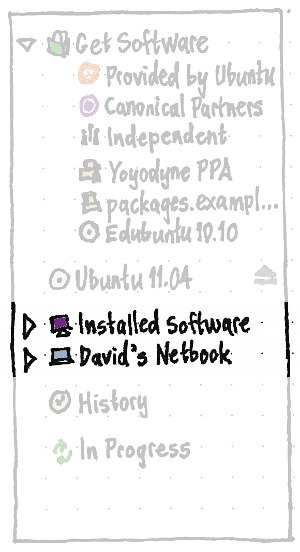 Get Software
Provided by Ubuntu
Canonical Partners
Independent
Yoyodyne PPA
packages.exampl...
Edubuntu 10.10
Ubuntu 11.04
Installed Software
David's Netbook
History
In Progress